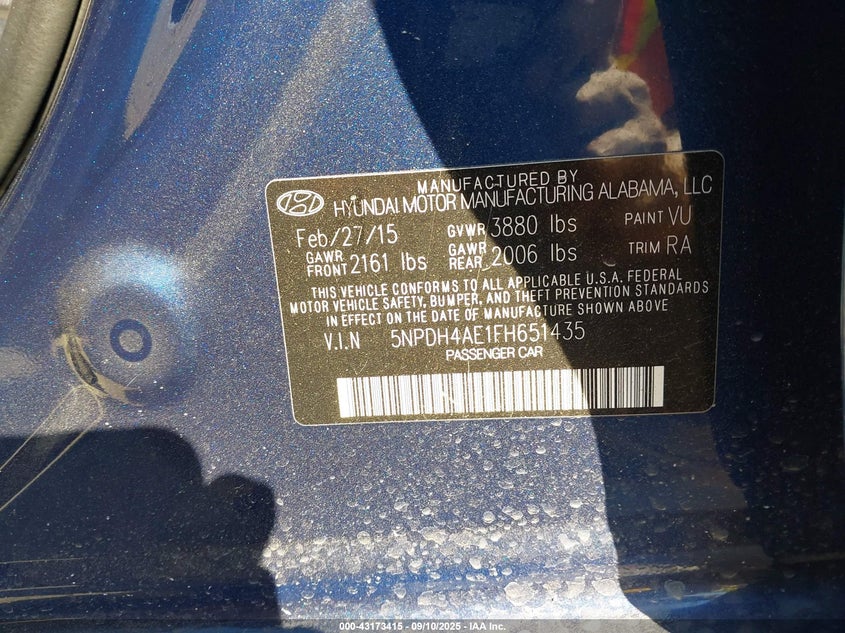 MANUFACTURED BY
HYUNDAI MOTOR MANUFACTURING ALABAMA, LLC
Feb/27/15 GVWR 3880 lbs PAINT VU
GAWR FRONT 2161 lbs GAWR REAR 2006 lbs TRIM RA
THIS VEHICLE CONFORMS TO ALL APPLICABLE U.S.A. FEDERAL
MOTOR VEHICLE SAFETY, BUMPER, AND THEFT PREVENTION STANDARDS
IN EFFECT ON THE DATE OF MANUFACTURE SHOWN ABOVE
V.I.N 5NPDH4AE1FH651435
PASSENGER CAR
000-43173415 - 09/10/2025 - IAA Inc.